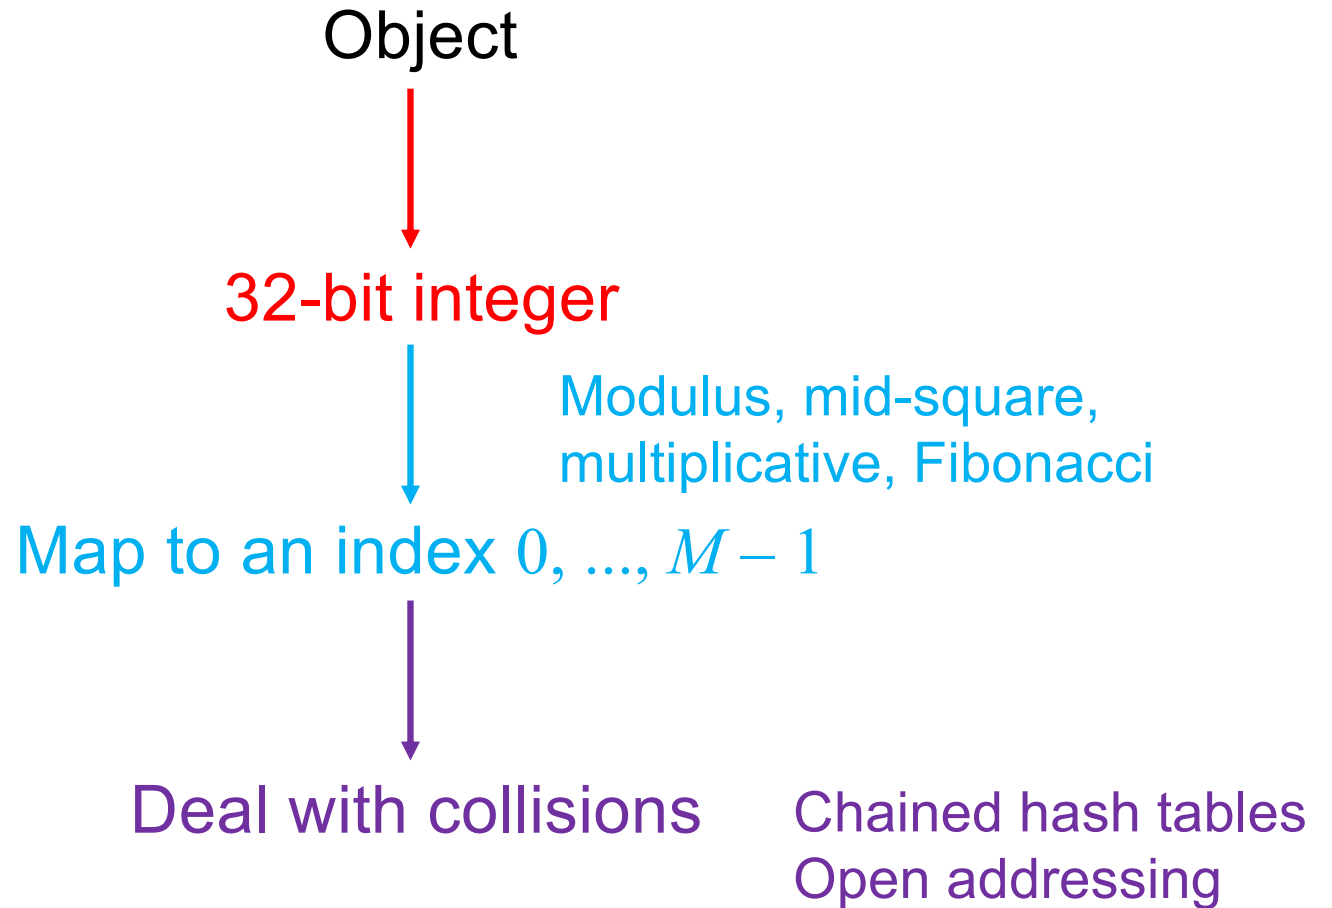 Object
32-bit integer
Modulus, mid-square,
multiplicative, Fibonacci
Map to an index 0, ..., M – 1
Deal with collisions
Chained hash tables
Open addressing